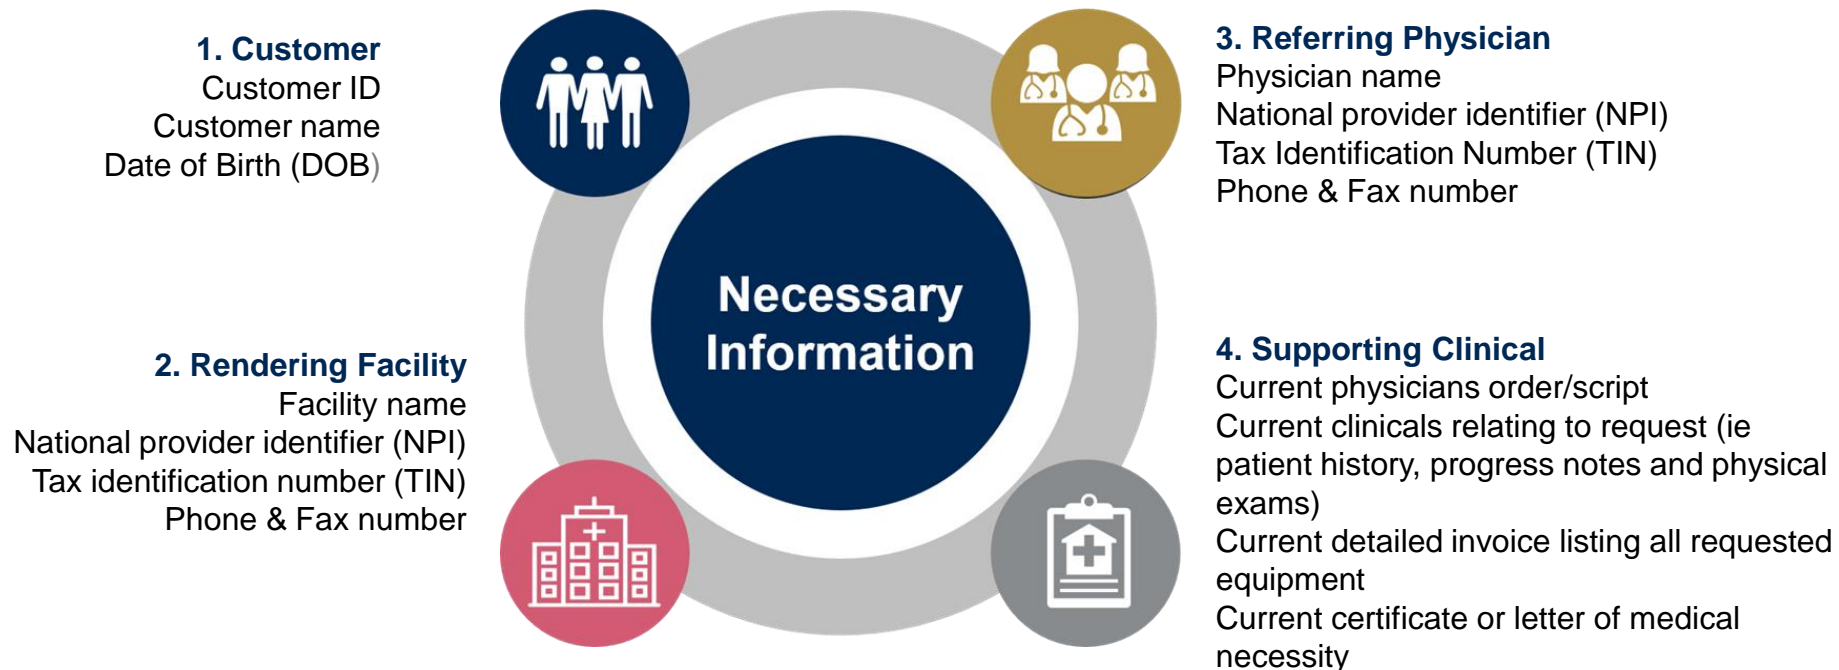 1. Customer
Customer ID
Customer name
Date of Birth (DOB)
2. Rendering Facility
Facility name
National provider identifier (NPI)
Tax identification number (TIN)
Phone & Fax number
Necessary
Information
3. Referring Physician
Physician name
National provider identifier (NPI)
Tax Identification Number (TIN)
Phone & Fax number
4. Supporting Clinical
Current physicians order/script
Current clinicals relating to request (ie
patient history, progress notes and physical
exams)
Current detailed invoice listing all requested
equipment
Current certificate or letter of medical
necessity